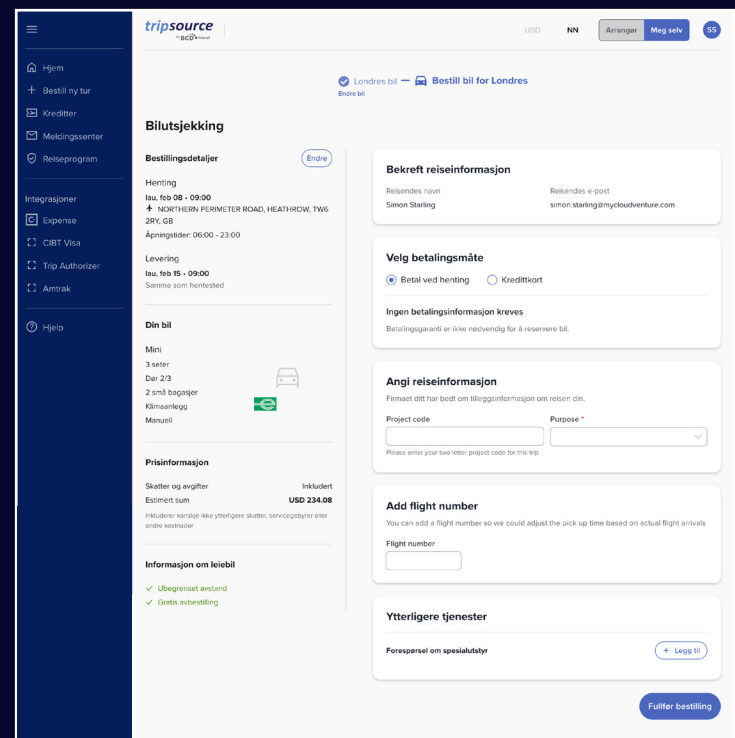 tripsource
by BCD travel
USD
NN
Arrangør
Meg selv
SS
Hjem
Bestill ny tur
Kreditter
Meldingssenter
Reiseprogram
Integrasjoner
Expense
CIBT Visa
Trip Authorizer
Amtrak
Hjelp
Londres bil
Bestill bil for Londres
Endre bil
Bilutsjekking
Bestillingsdetaljer
Endre
Henting
lau, feb 08 • 09:00
NORTHERN PERIMETER ROAD, HEATHROW, TW6
2RY, GB
Åpningstider: 06:00 - 23:00
Levering
lau, feb 15 • 09:00
Samme som hentested
Din bil
Mini
3 seter
Dør 2/3
2 små bagasjer
Klimaanlegg
Manuell
Prisinformasjon
Skatter og avgifter
Inkludert
Estimert sum
USD 234.08
Inkluderer kanskje ikke ytterligere skatter, servicegebyrer eller
andre kostnader
Informasjon om leiebil
Ubegrenset avstand
Gratis avbestilling
Bekreft reiseinformasjon
Reisendes navn
Reisendes e-post
Simon Starling
simon.starling@mycloudventure.com
Velg betalingsmåte
Betal ved henting
Kredittkort
Ingen betalingsinformasjon kreves
Betalingsgaranti er ikke nødvendig for å reservere bil.
Angi reiseinformasjon
Firmaet ditt har bedt om tilleggsinformasjon om reisen din.
Project code
Purpose *
Please enter your two letter project code for this trip
Add flight number
You can add a flight number so we could adjust the pick up time based on actual flight arrivals
Flight number
Ytterligere tjenester
Forespørsel om spesialutstyr
+ Legg til
Fullfør bestilling